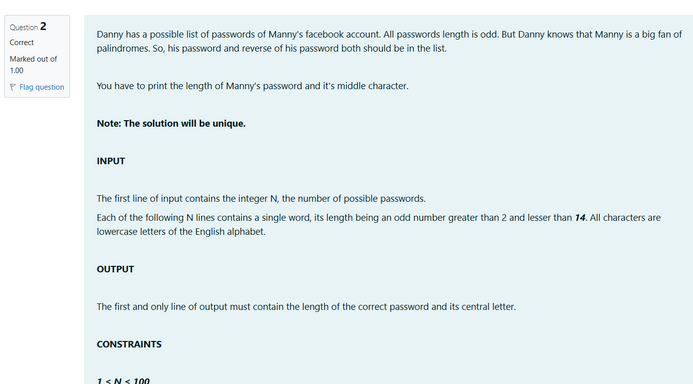 Question 2
Correct
Marked out of
1.00
Flag question
Danny has a possible list of passwords of Manny's facebook account. All passwords length is odd. But Danny knows that Manny is a big fan of
palindromes. So, his password and reverse of his password both should be in the list.
You have to print the length of Manny's password and it's middle character.
Note: The solution will be unique.
INPUT
The first line of input contains the integer N, the number of possible passwords.
Each of the following N lines contains a single word, its length being an odd number greater than 2 and lesser than 14. All characters are
lowercase letters of the English alphabet.
OUTPUT
The first and only line of output must contain the length of the correct password and its central letter.
CONSTRAINTS
1 < N < 100